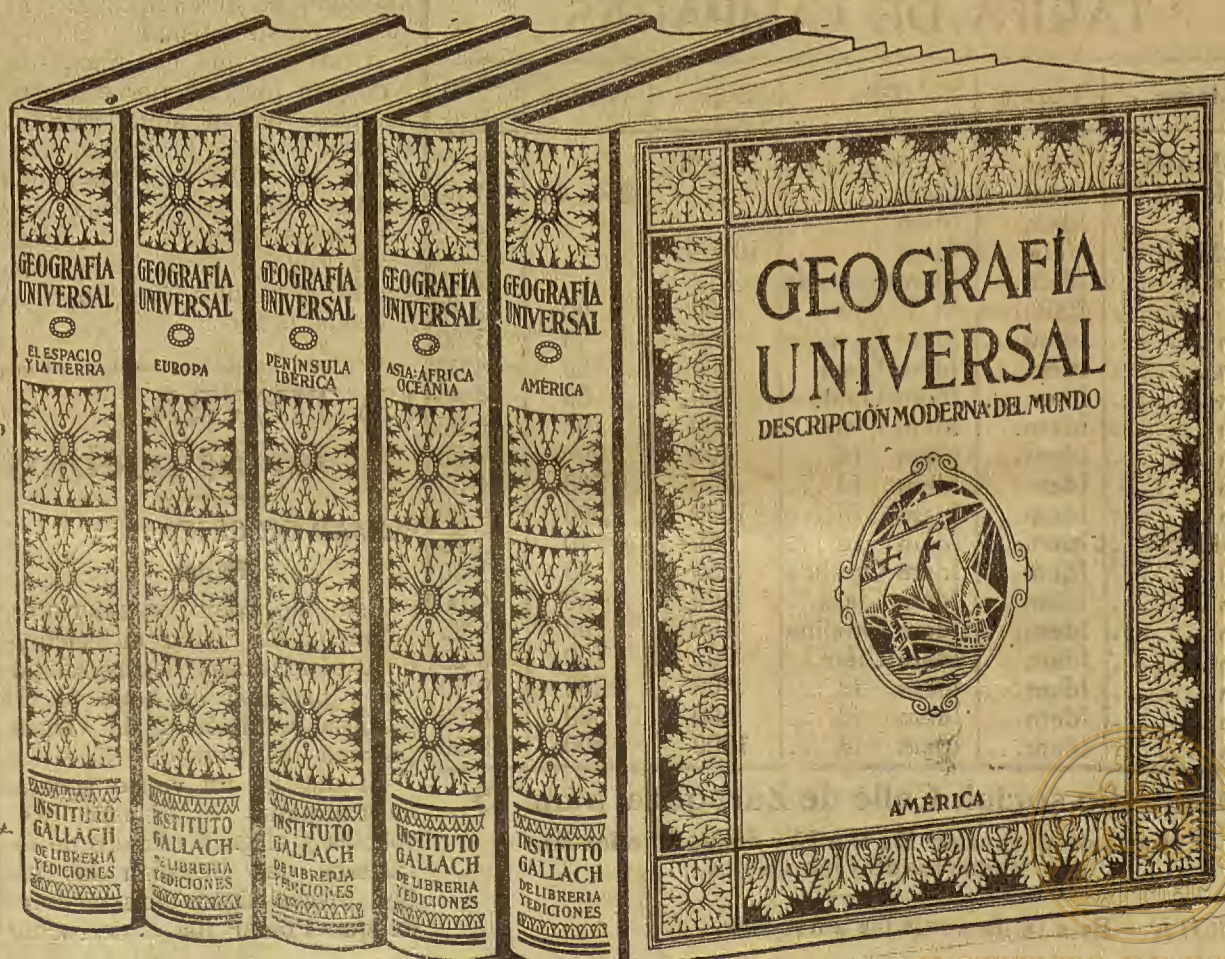 GEOGRAFÍA
UNIVERSAL
EL ESPACIO
Y LA TIERRA
INSTITUTO
GALLACH
DE LIBRERIA
Y EDICIONES
GEOGRAFÍA
UNIVERSAL
EUROPA
INSTITUTO
GALLACH
DE LIBRERIA
Y EDICIONES
GEOGRAFÍA
UNIVERSAL
PENÍNSULA
IBÉRICA
INSTITUTO
GALLACH
DE LIBRERIA
Y EDICIONES
GEOGRAFÍA
UNIVERSAL
ASIA·ÁFRICA
OCEANÍA
INSTITUTO
GALLACH
DE LIBRERIA
Y EDICIONES
GEOGRAFÍA
UNIVERSAL
AMÉRICA
INSTITUTO
GALLACH
DE LIBRERIA
Y EDICIONES
GEOGRAFÍA
UNIVERSAL
DESCRIPCIÓN MODERNA DEL MUNDO
AMÉRICA